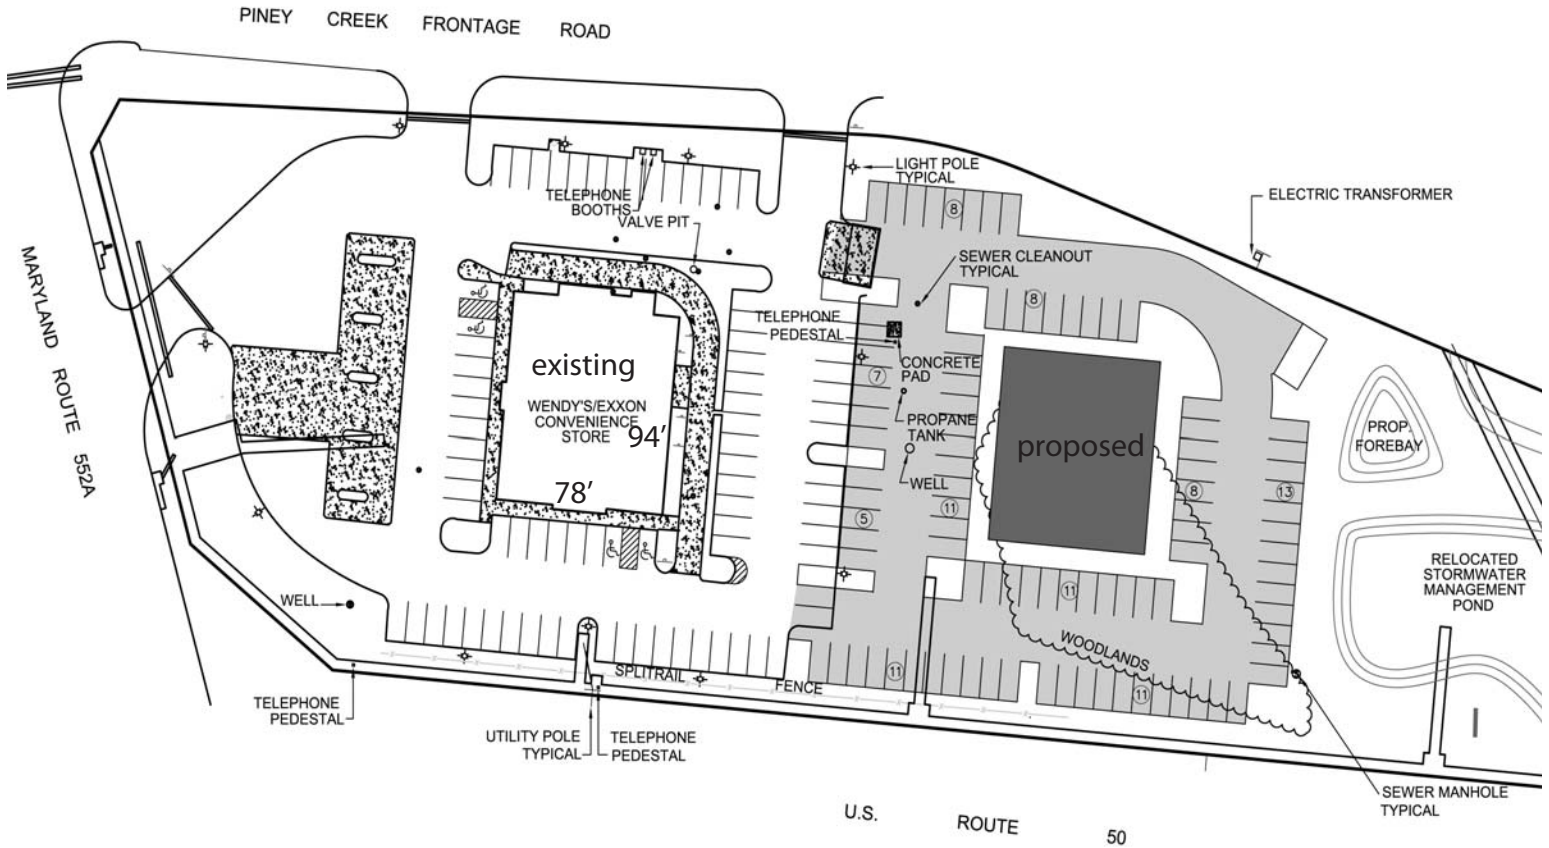 PINEY CREEK FRONTAGE ROAD
MARYLAND ROUTE 552A
LIGHT POLE
TYPICAL
TELEPHONE
BOOTHS
VALVE PIT
ELECTRIC TRANSFORMER
8
SEWER CLEANOUT
TYPICAL
8
TELEPHONE
PEDESTAL
CONCRETE
PAD
7
existing
WENDY'S/EXXON
CONVENIENCE
STORE
94'
78'
PROPANE
TANK
WELL
proposed
PROP.
FOREBAY
5
11
8
13
RELOCATED
STORMWATER
MANAGEMENT
POND
WELL
11
WOODLANDS
SPLITRAIL FENCE
11
11
TELEPHONE
PEDESTAL
UTILITY POLE
TYPICAL
TELEPHONE
PEDESTAL
SEWER MANHOLE
TYPICAL
U.S. ROUTE 50